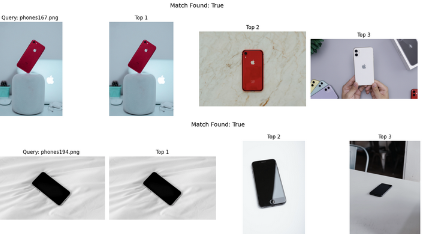 Match Found: True
Query: phones167.png
Top 1
Top 2
Top 3
Match Found: True
Query: phones194.png
Top 1
Top 2
Top 3